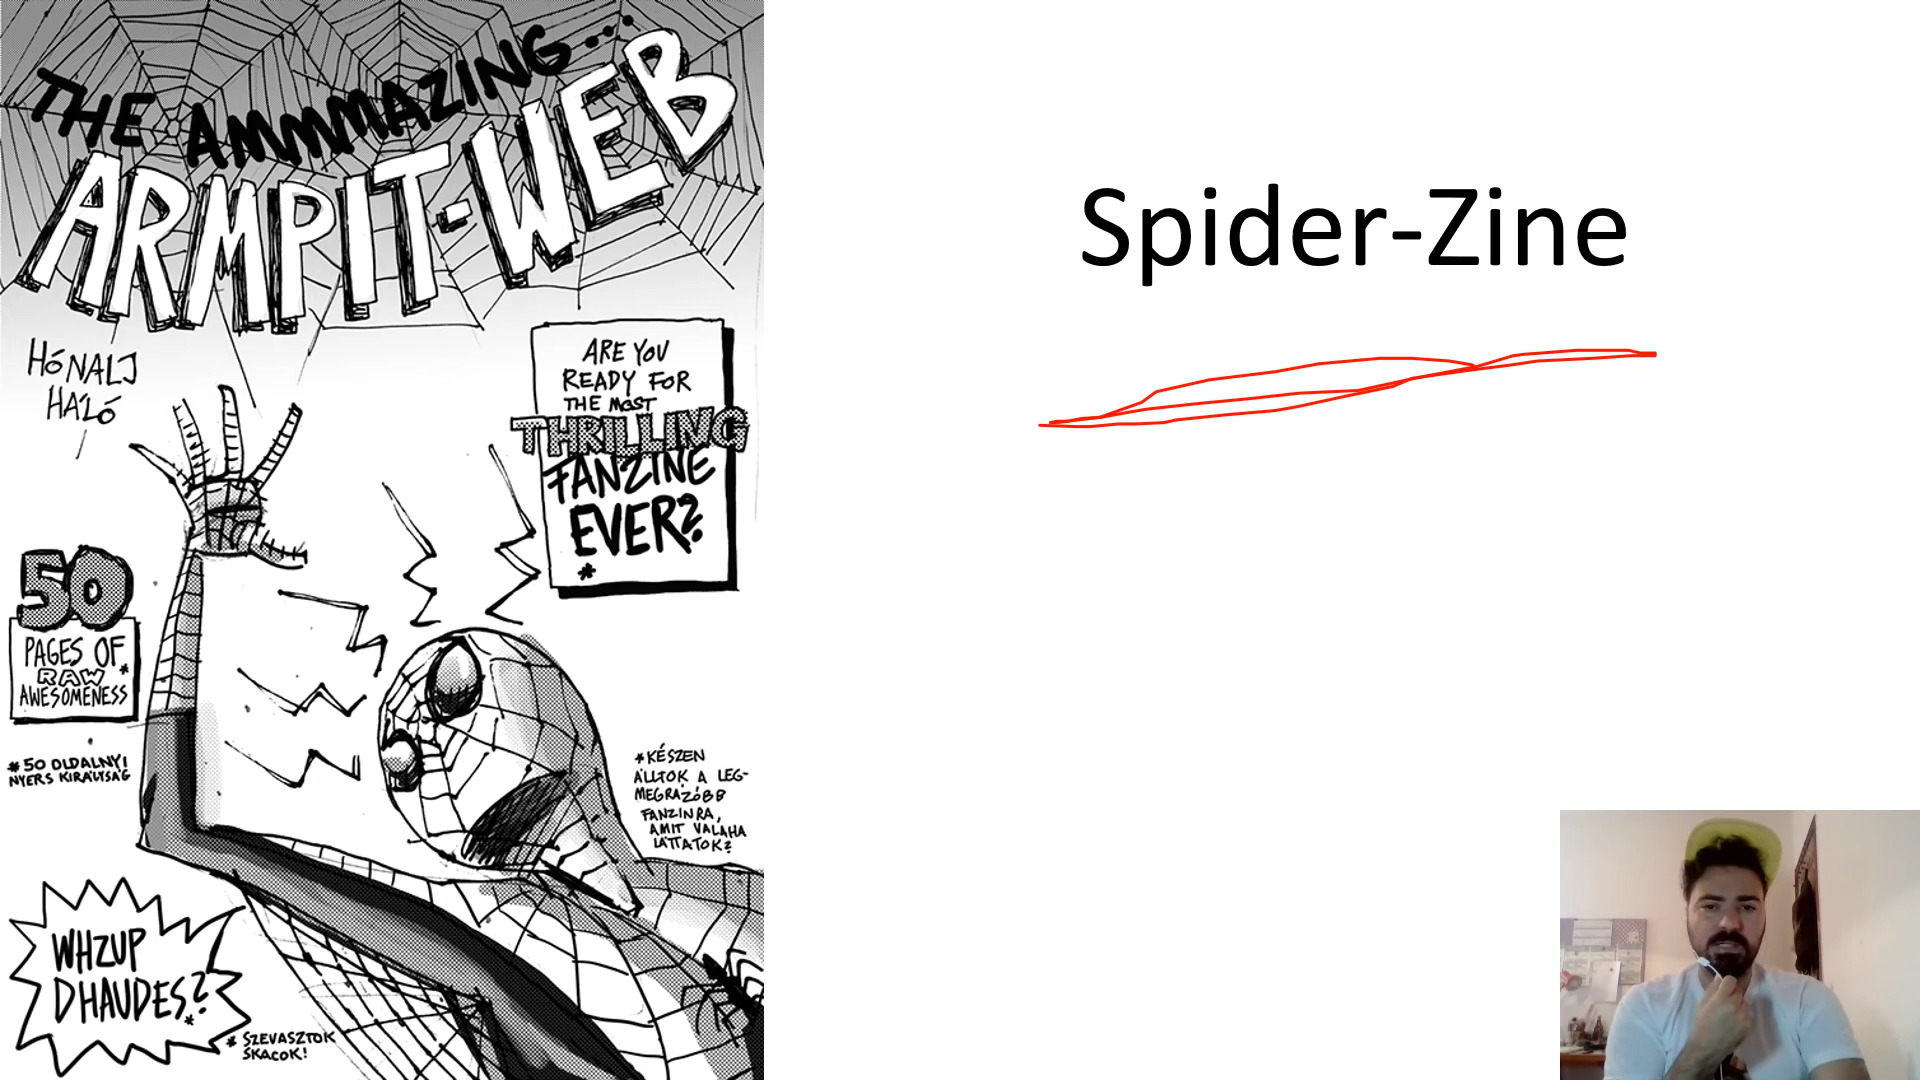 THE AMMMAZING...
ARMPIT-WEB
HÓNALJ
HÁLÓ
ARE YOU
READY FOR
THE MOST
THRILLING
FANZINE
EVER?
*
50
PAGES OF
RAW *
AWESOMENESS
* 50 OLDALNYI
NYERS KIRÁLYSÁG
* KÉSZEN
ÁLLTOK A LEG-
MEGRÁZÓBB
FANZINRA,
AMIT VALAHA
LÁTTATOK?
WHZUP
DHAUDES?
*
* SZEVASZTOK
SKACOK!
Spider-Zine